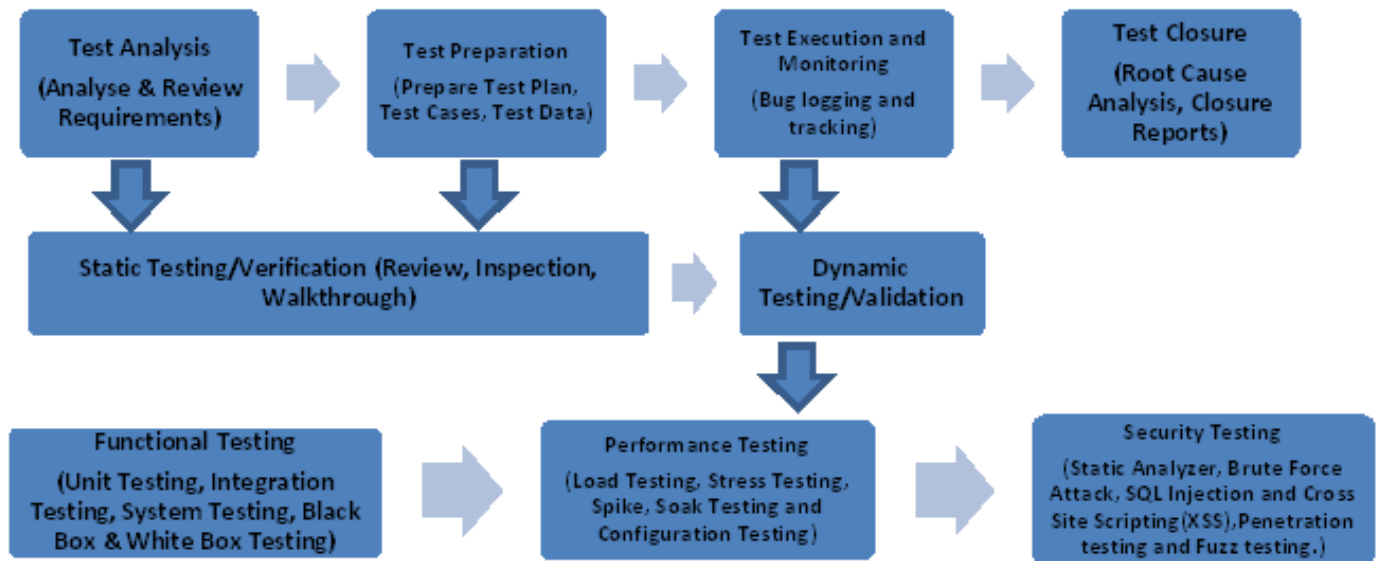 Test Analysis
(Analyse & Review
Requirements)
Test Preparation
(Prepare Test Plan,
Test Cases, Test Data)
Test Execution and
Monitoring
(Bug logging and
tracking)
Test Closure
(Root Cause
Analysis, Closure
Reports)
Static Testing/Verification (Review, Inspection,
Walkthrough)
Dynamic
Testing/Validation
Functional Testing
(Unit Testing, Integration
Testing, System Testing, Black
Box & White Box Testing)
Performance Testing
(Load Testing, Stress Testing,
Spike, Soak Testing and
Configuration Testing)
Security Testing
(Static Analyzer, Brute Force
Attack, SQL Injection and Cross
Site Scripting(XSS),Penetration
testing and Fuzz testing.)